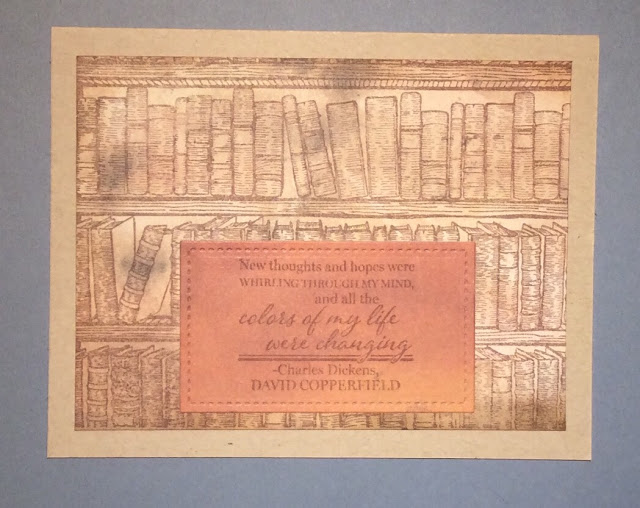 New thoughts and hopes were
WHIRLING THROUGH MY MIND,
and all the
colors of my life
were changing
-Charles Dickens,
DAVID COPPERFIELD